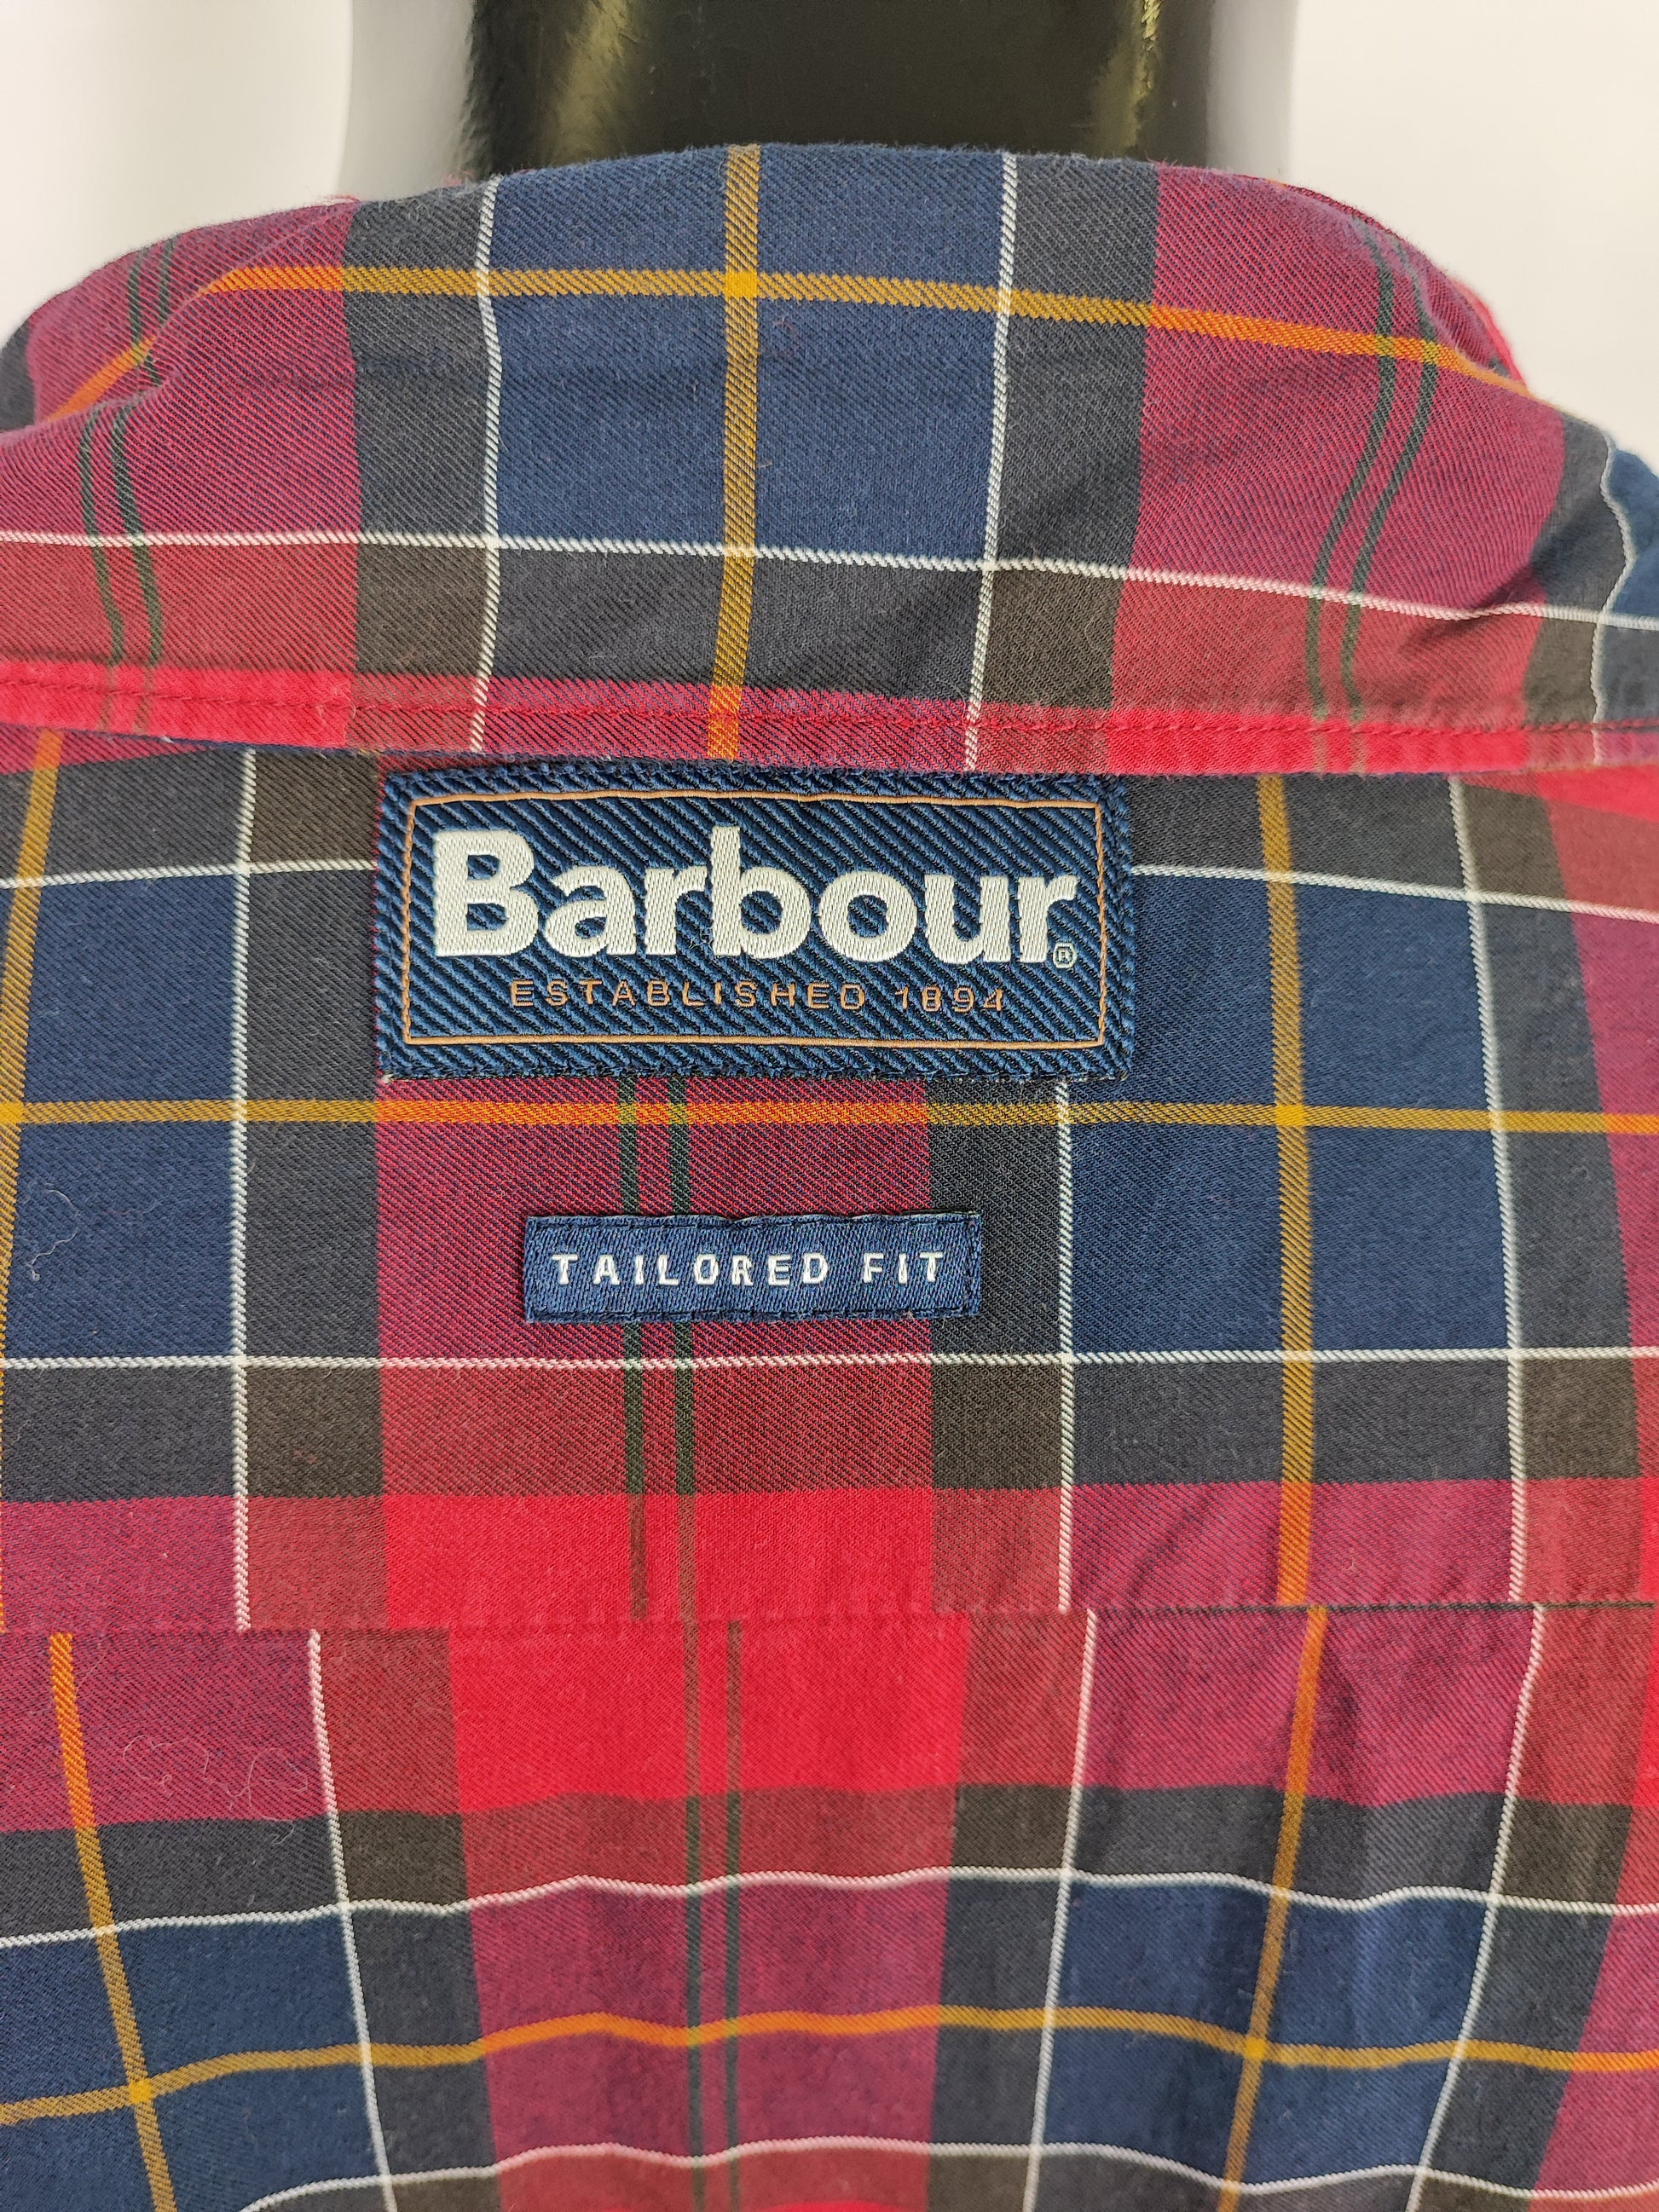 Barbour®
ESTABLISHED 1894
TAILORED FIT